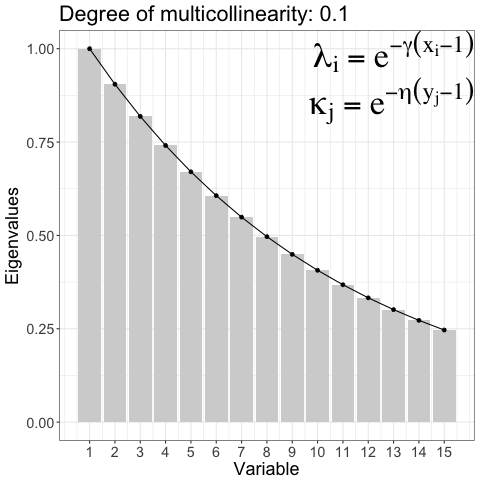 Degree of multicollinearity: 0.1
λᵢ = e^−γ(xᵢ−1)
κⱼ = e^−η(yⱼ−1)
Eigenvalues
1.00
0.75
0.50
0.25
0.00
1 2 3 4 5 6 7 8 9 10 11 12 13 14 15
Variable